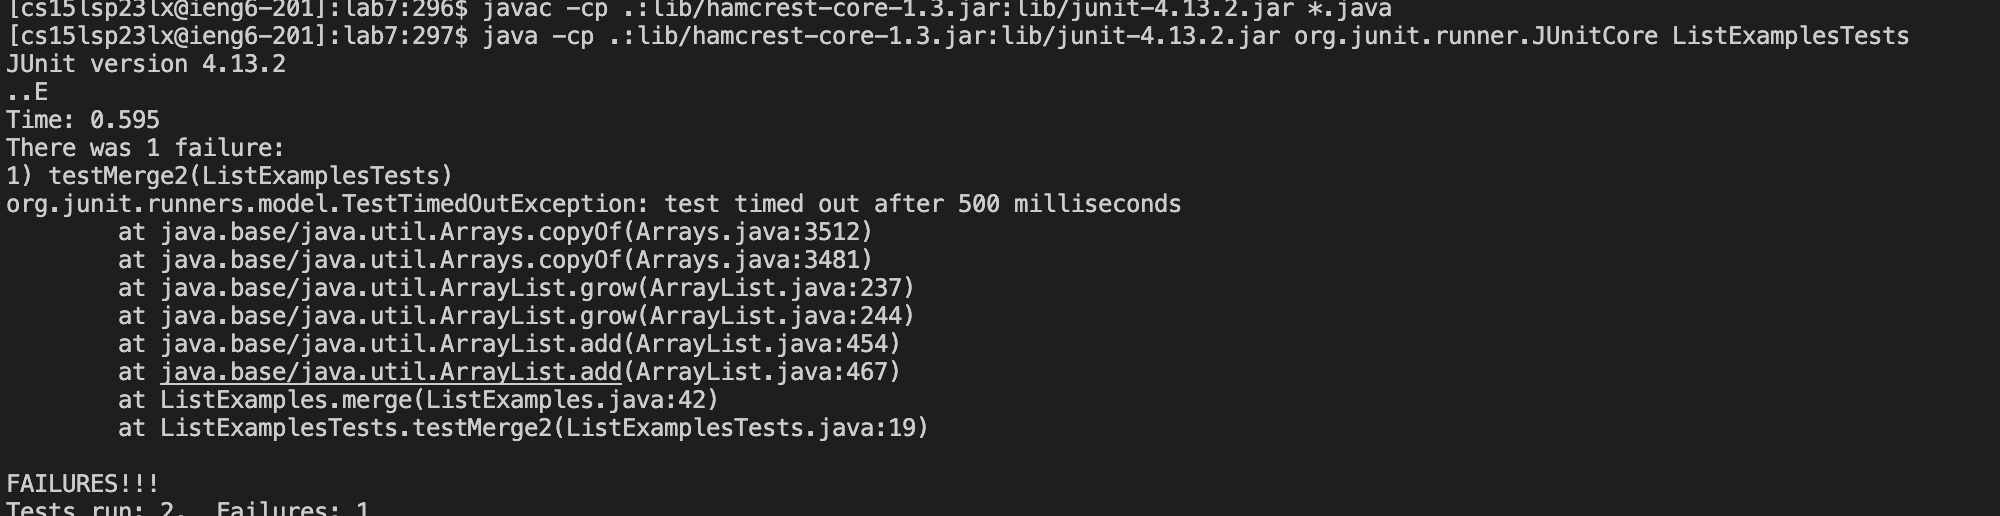 [cs15lsp23lx@ieng6-201]:lab7:296$ javac -cp .:lib/hamcrest-core-1.3.jar:lib/junit-4.13.2.jar *.java
[cs15lsp23lx@ieng6-201]:lab7:297$ java -cp .:lib/hamcrest-core-1.3.jar:lib/junit-4.13.2.jar org.junit.runner.JUnitCore ListExamplesTests
JUnit version 4.13.2
..E
Time: 0.595
There was 1 failure:
1) testMerge2(ListExamplesTests)
org.junit.runners.model.TestTimedOutException: test timed out after 500 milliseconds
        at java.base/java.util.Arrays.copyOf(Arrays.java:3512)
        at java.base/java.util.Arrays.copyOf(Arrays.java:3481)
        at java.base/java.util.ArrayList.grow(ArrayList.java:237)
        at java.base/java.util.ArrayList.grow(ArrayList.java:244)
        at java.base/java.util.ArrayList.add(ArrayList.java:454)
        at java.base/java.util.ArrayList.add(ArrayList.java:467)
        at ListExamples.merge(ListExamples.java:42)
        at ListExamplesTests.testMerge2(ListExamplesTests.java:19)
FAILURES!!!
Tests run: 2,  Failures: 1